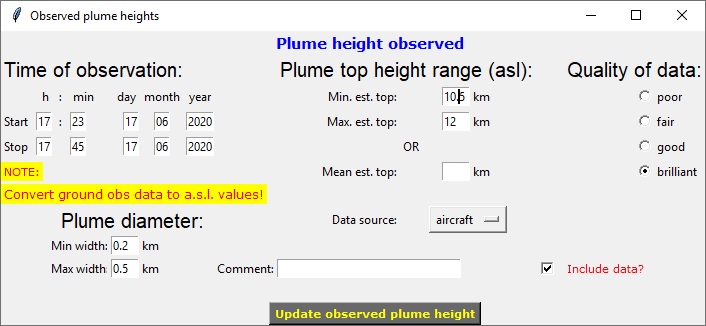 Observed plume heights
Plume height observed
Time of observation: Plume top height range (asl): Quality of data:
h : min day month year Min. est. top: 10.5 km poor
Start 17 : 23 17 06 2020 Max. est. top: 12 km fair
Stop 17 45 17 06 2020 OR good
NOTE: Mean est. top: km brilliant
Convert ground obs data to a.s.l. values!
Plume diameter: Data source: aircraft
Min width: 0.2 km
Max width: 0.5 km Comment: Include data?
Update observed plume height